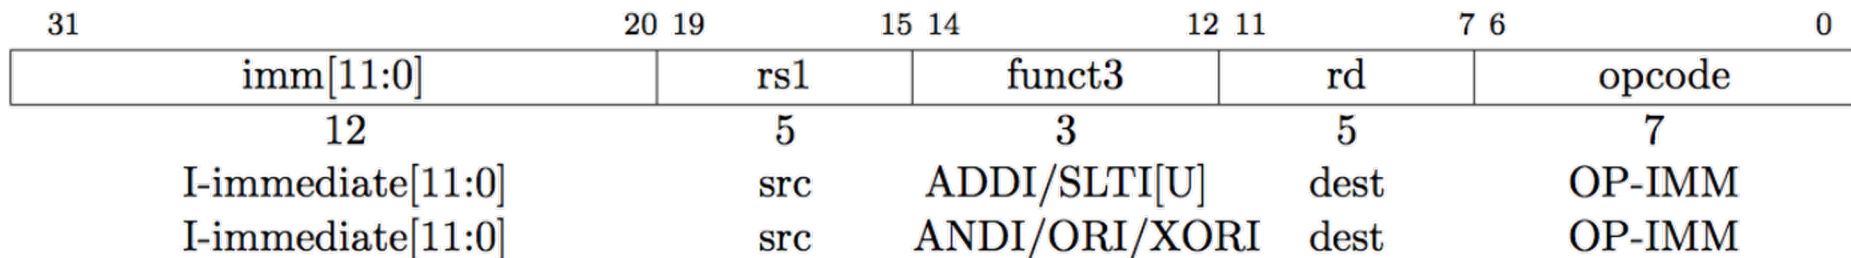 31 20 19 15 14 12 11 7 6 0
imm[11:0] rs1 funct3 rd opcode
12 5 3 5 7
I-immediate[11:0] src ADDI/SLTI[U] dest OP-IMM
I-immediate[11:0] src ANDI/ORI/XORI dest OP-IMM